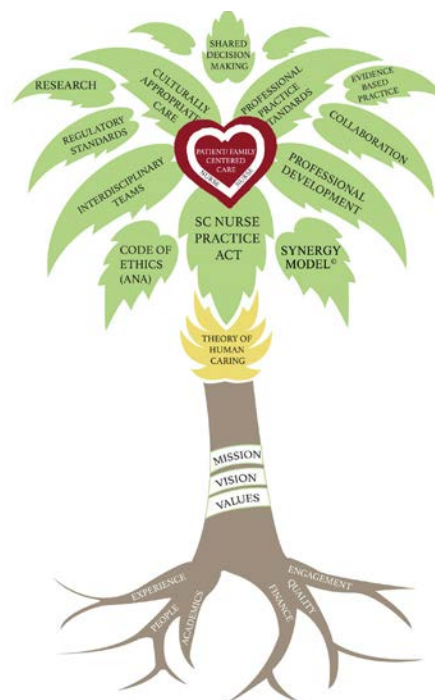 SHARED
DECISION
MAKING
RESEARCH
CULTURALLY
APPROPRIATE
CARE
PROFESSIONAL
PRACTICE
STANDARDS
EVIDENCE
BASED
PRACTICE
REGULATORY
STANDARDS
COLLABORATION
PATIENT/ FAMILY
CENTERED
CARE
NURSE NURSE
INTERDISCIPLINARY
TEAMS
PROFESSIONAL
DEVELOPMENT
CODE OF
ETHICS
(ANA)
SC NURSE
PRACTICE
ACT
SYNERGY
MODEL©
THEORY OF
HUMAN
CARING
MISSION
VISION
VALUES
EXPERIENCE
PEOPLE
ACADEMICS
FINANCE
QUALITY
ENGAGEMENT